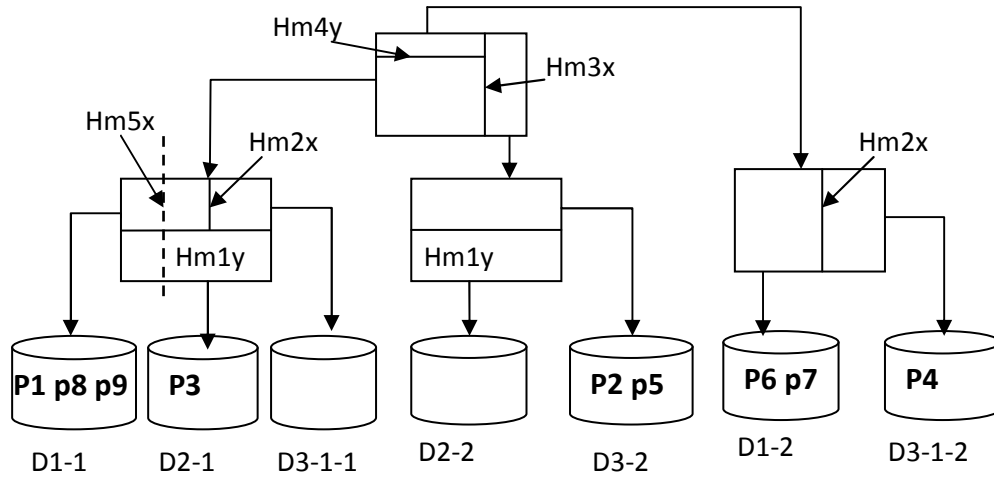 Hm4y
Hm3x
Hm5x
Hm2x
Hm2x
Hm1y
Hm1y
P1 p8 p9
P3
P2 p5
P6 p7
P4
D1-1
D2-1
D3-1-1
D2-2
D3-2
D1-2
D3-1-2